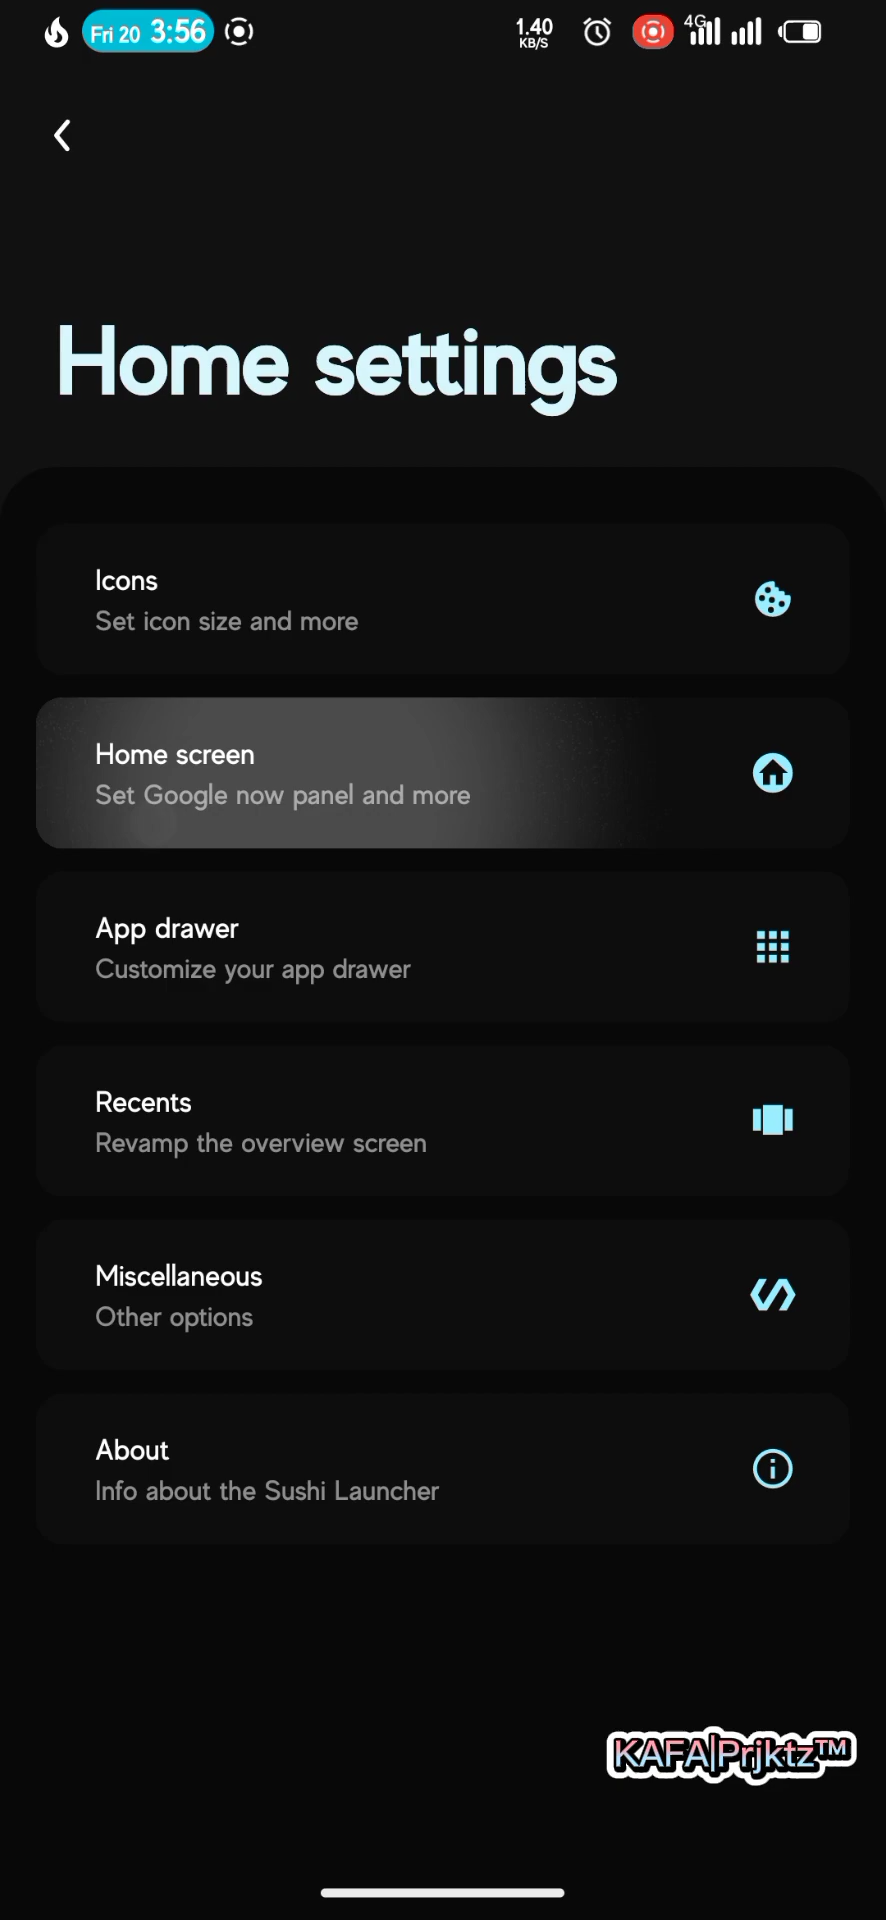 Fri 20 3:56
1.40
KB/S
4G
Home settings
Icons
Set icon size and more
Home screen
Set Google now panel and more
App drawer
Customize your app drawer
Recents
Revamp the overview screen
Miscellaneous
Other options
About
Info about the Sushi Launcher
KAFA|Prjktz™